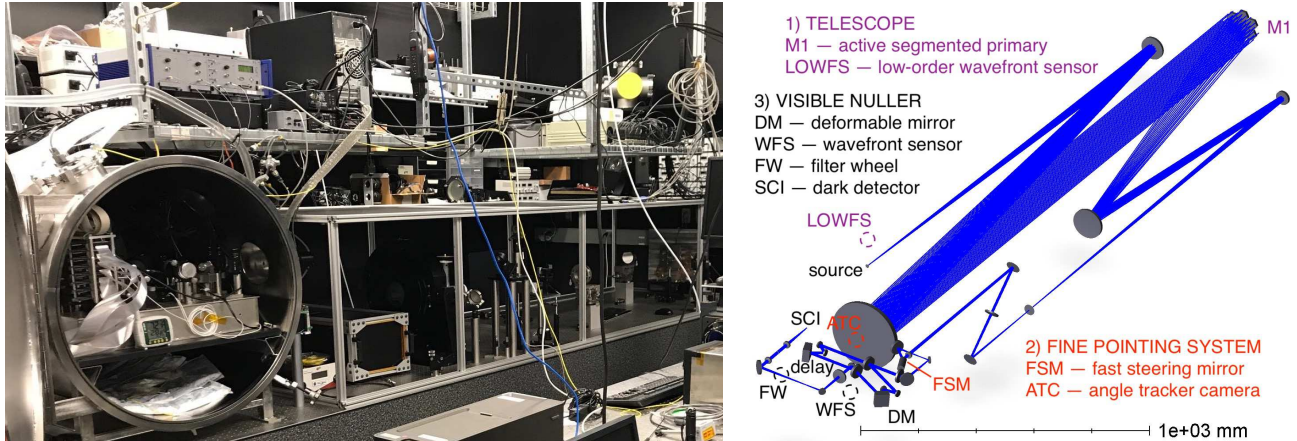 1) TELESCOPE
M1 — active segmented primary
LOWFS — low-order wavefront sensor
M1
3) VISIBLE NULLER
DM — deformable mirror
WFS — wavefront sensor
FW — filter wheel
SCI — dark detector
LOWFS
source
SCI
ATC
delay
FW
WFS
DM
FSM
2) FINE POINTING SYSTEM
FSM — fast steering mirror
ATC — angle tracker camera
1e+03 mm